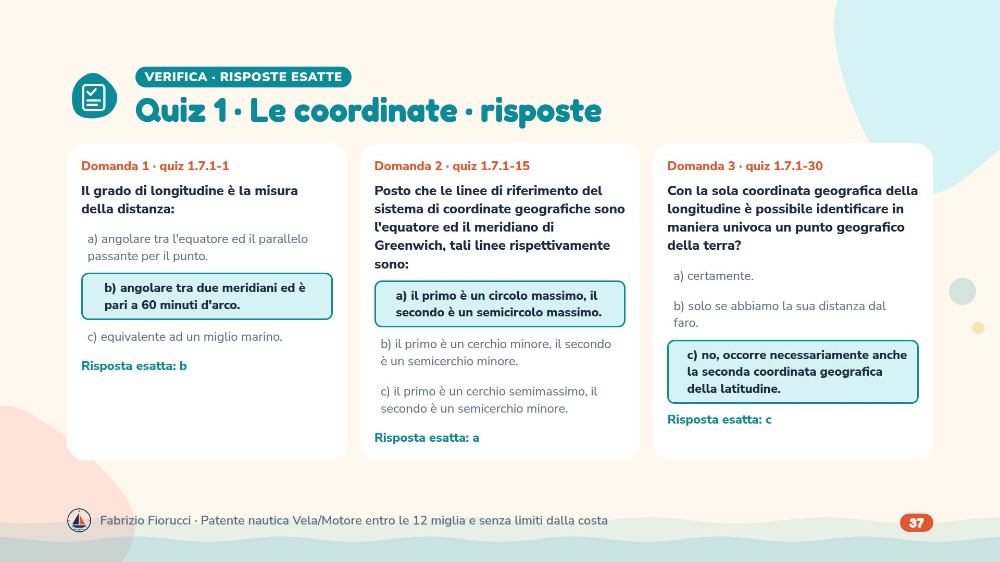 VERIFICA · RISPOSTE ESATTE
Quiz 1 · Le coordinate · risposte
Domanda 1 · quiz 1.7.1-1
Il grado di longitudine è la misura
della distanza:
a) angolare tra l'equatore ed il parallelo
passante per il punto.
b) angolare tra due meridiani ed è
pari a 60 minuti d'arco.
c) equivalente ad un miglio marino.
Risposta esatta: b
Domanda 2 · quiz 1.7.1-15
Posto che le linee di riferimento del
sistema di coordinate geografiche sono
l'equatore ed il meridiano di
Greenwich, tali linee rispettivamente
sono:
a) il primo è un circolo massimo, il
secondo è un semicircolo massimo.
b) il primo è un cerchio minore, il secondo
è un semicerchio minore.
c) il primo è un cerchio semimassimo, il
secondo è un semicerchio minore.
Risposta esatta: a
Domanda 3 · quiz 1.7.1-30
Con la sola coordinata geografica della
longitudine è possibile identificare in
maniera univoca un punto geografico
della terra?
a) certamente.
b) solo se abbiamo la sua distanza dal
faro.
c) no, occorre necessariamente anche
la seconda coordinata geografica
della latitudine.
Risposta esatta: c
Fabrizio Fiorucci · Patente nautica Vela/Motore entro le 12 miglia e senza limiti dalla costa
37